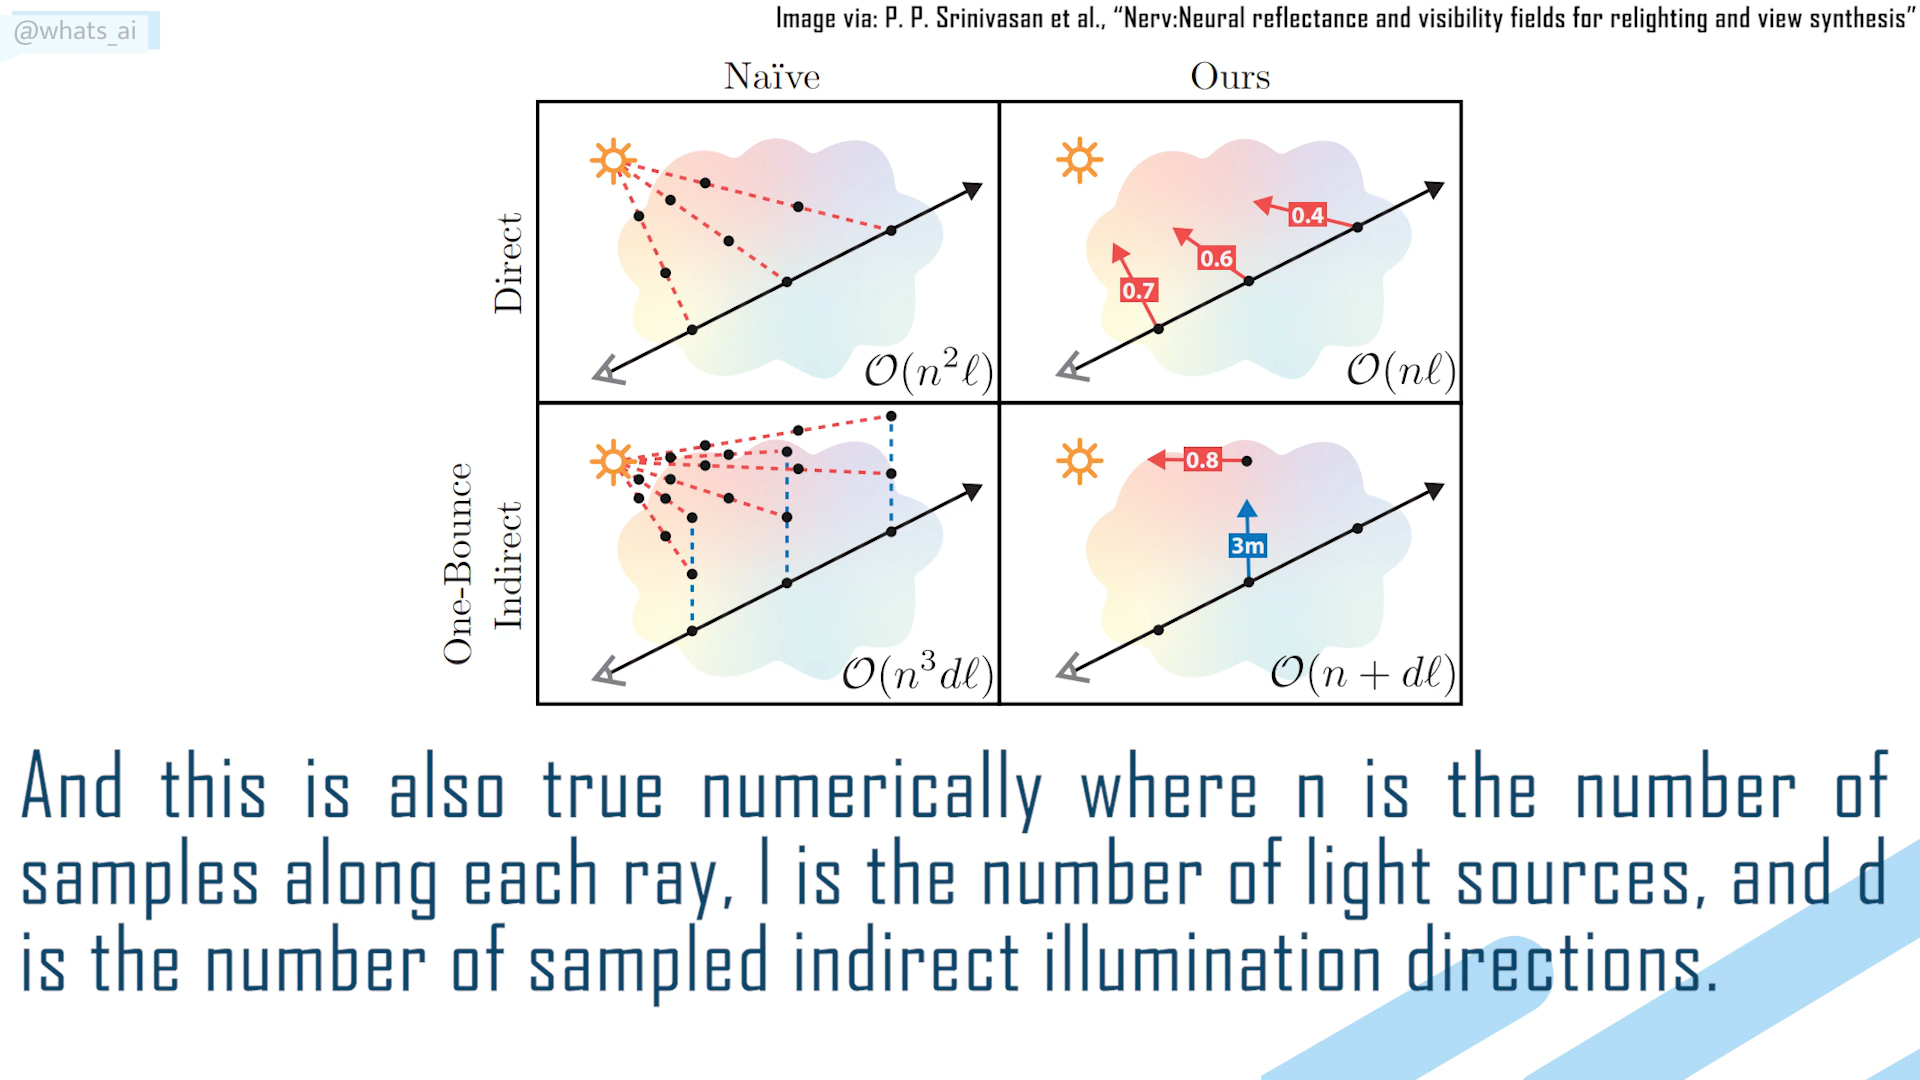 @whats_ai
Image via: P. P. Srinivasan et al., “Nerv:Neural reflectance and visibility fields for relighting and view synthesis”
Naïve
Ours
Direct
0.4
0.6
0.7
O(n²ℓ)
O(nℓ)
One-Bounce
Indirect
0.8
3m
O(n³dℓ)
O(n + dℓ)
And this is also true numerically where n is the number of
samples along each ray, l is the number of light sources, and d
is the number of sampled indirect illumination directions.